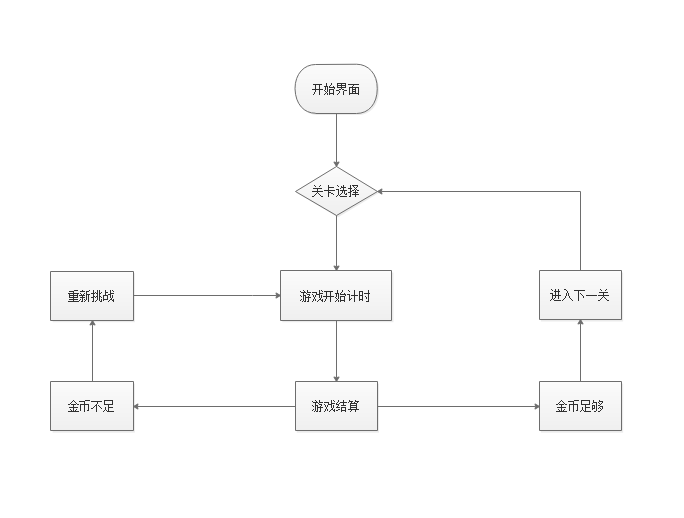 开始界面
关卡选择
重新挑战
游戏开始计时
进入下一关
金币不足
游戏结算
金币足够